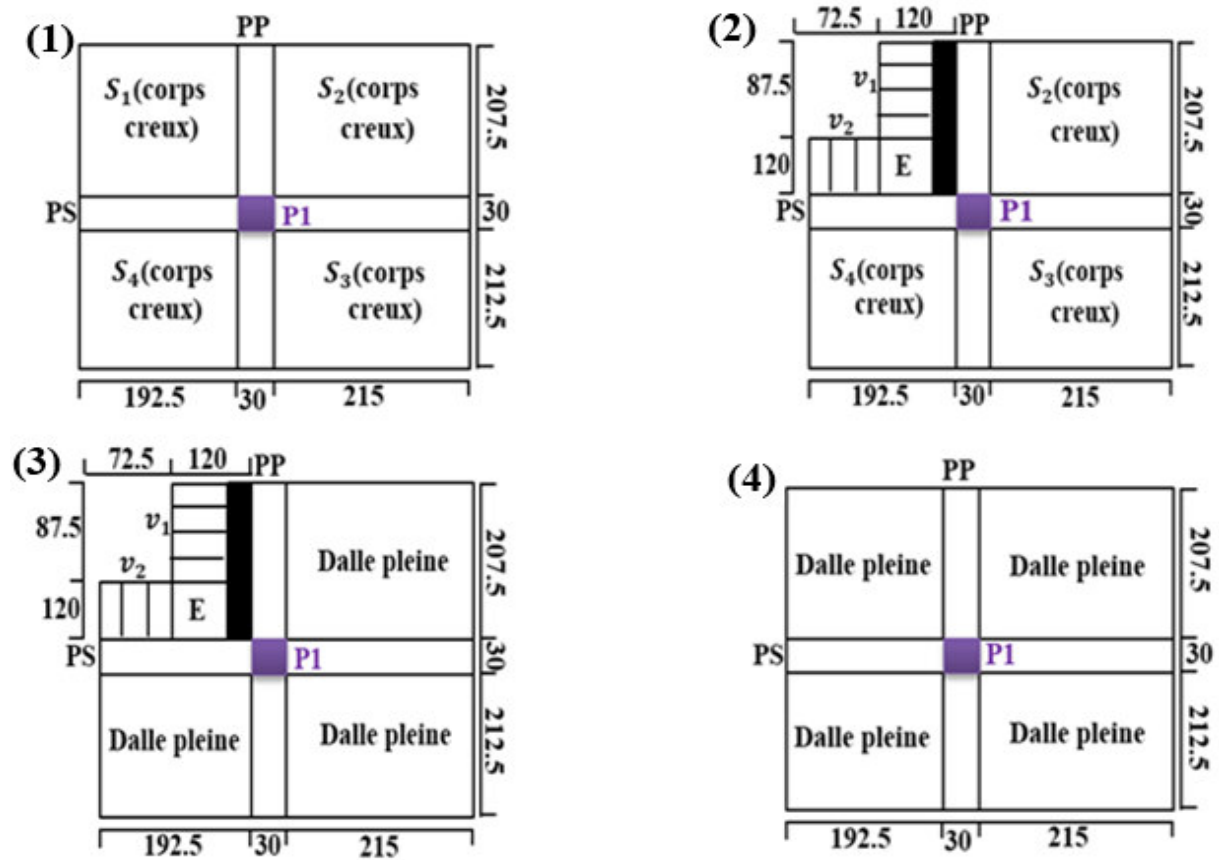 (1)
PP
S₁(corps
creux)
S₂(corps
creux)
207.5
PS
P1
30
S₄(corps
creux)
S₃(corps
creux)
212.5
192.5 30 215
(2)
72.5 120 PP
87.5
v₁
S₂(corps
creux)
207.5
v₂
120
E
PS
P1
30
S₄(corps
creux)
S₃(corps
creux)
212.5
192.5 30 215
(3)
72.5 120 PP
87.5
v₁
Dalle pleine
207.5
v₂
120
E
PS
P1
30
Dalle pleine
Dalle pleine
212.5
192.5 30 215
(4)
PP
Dalle pleine
Dalle pleine
207.5
PS
P1
30
Dalle pleine
Dalle pleine
212.5
192.5 30 215